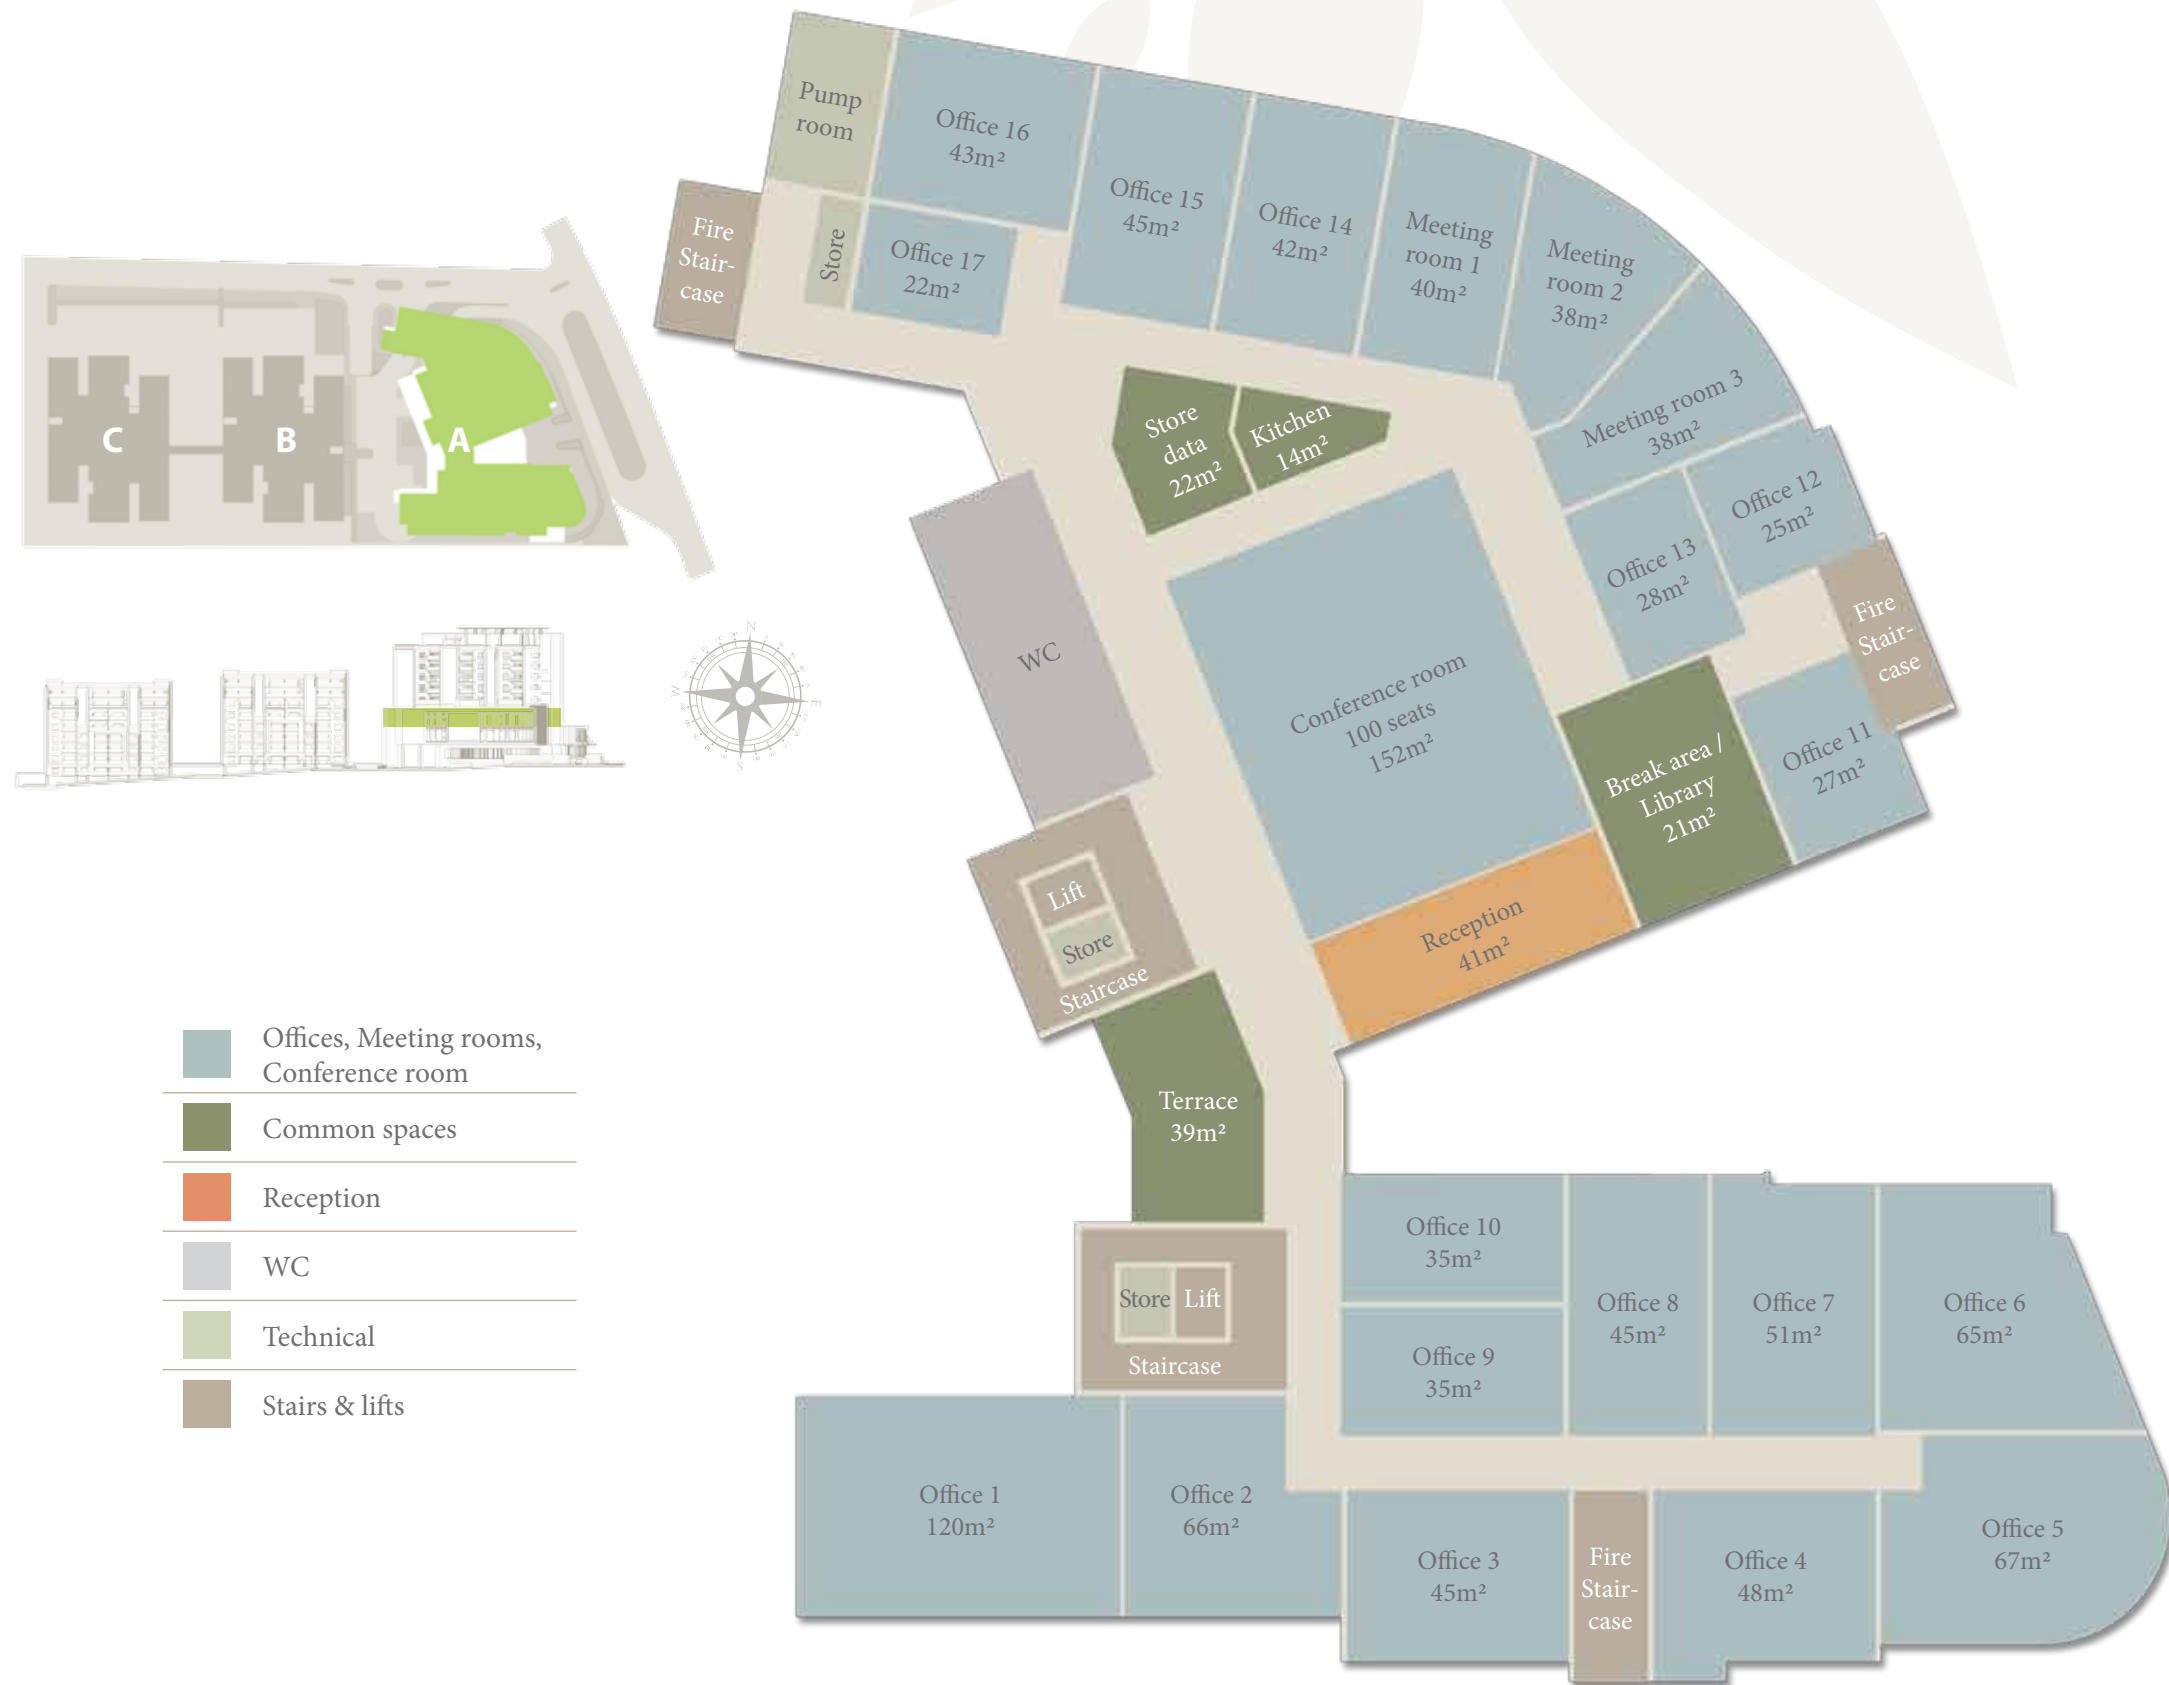 Pump
room
Office 16
43m²
Office 15
45m²
Office 14
42m²
Meeting
room 1
40m²
Meeting
room 2
38m²
Meeting room 3
38m²
Fire
Stair-
case
Store
Office 17
22m²
Store
data
22m²
Kitchen
14m²
Office 12
25m²
Office 13
28m²
Fire
Stair-
case
Office 11
27m²
Break area /
Library
21m²
Conference room
100 seats
152m²
Reception
41m²
WC
Lift
Store
Staircase
Terrace
39m²
Store
Lift
Staircase
Office 10
35m²
Office 9
35m²
Office 8
45m²
Office 7
51m²
Office 6
65m²
Office 1
120m²
Office 2
66m²
Office 3
45m²
Fire
Stair-
case
Office 4
48m²
Office 5
67m²
C
B
A
N
W
E
S
Offices, Meeting rooms,
Conference room
Common spaces
Reception
WC
Technical
Stairs & lifts